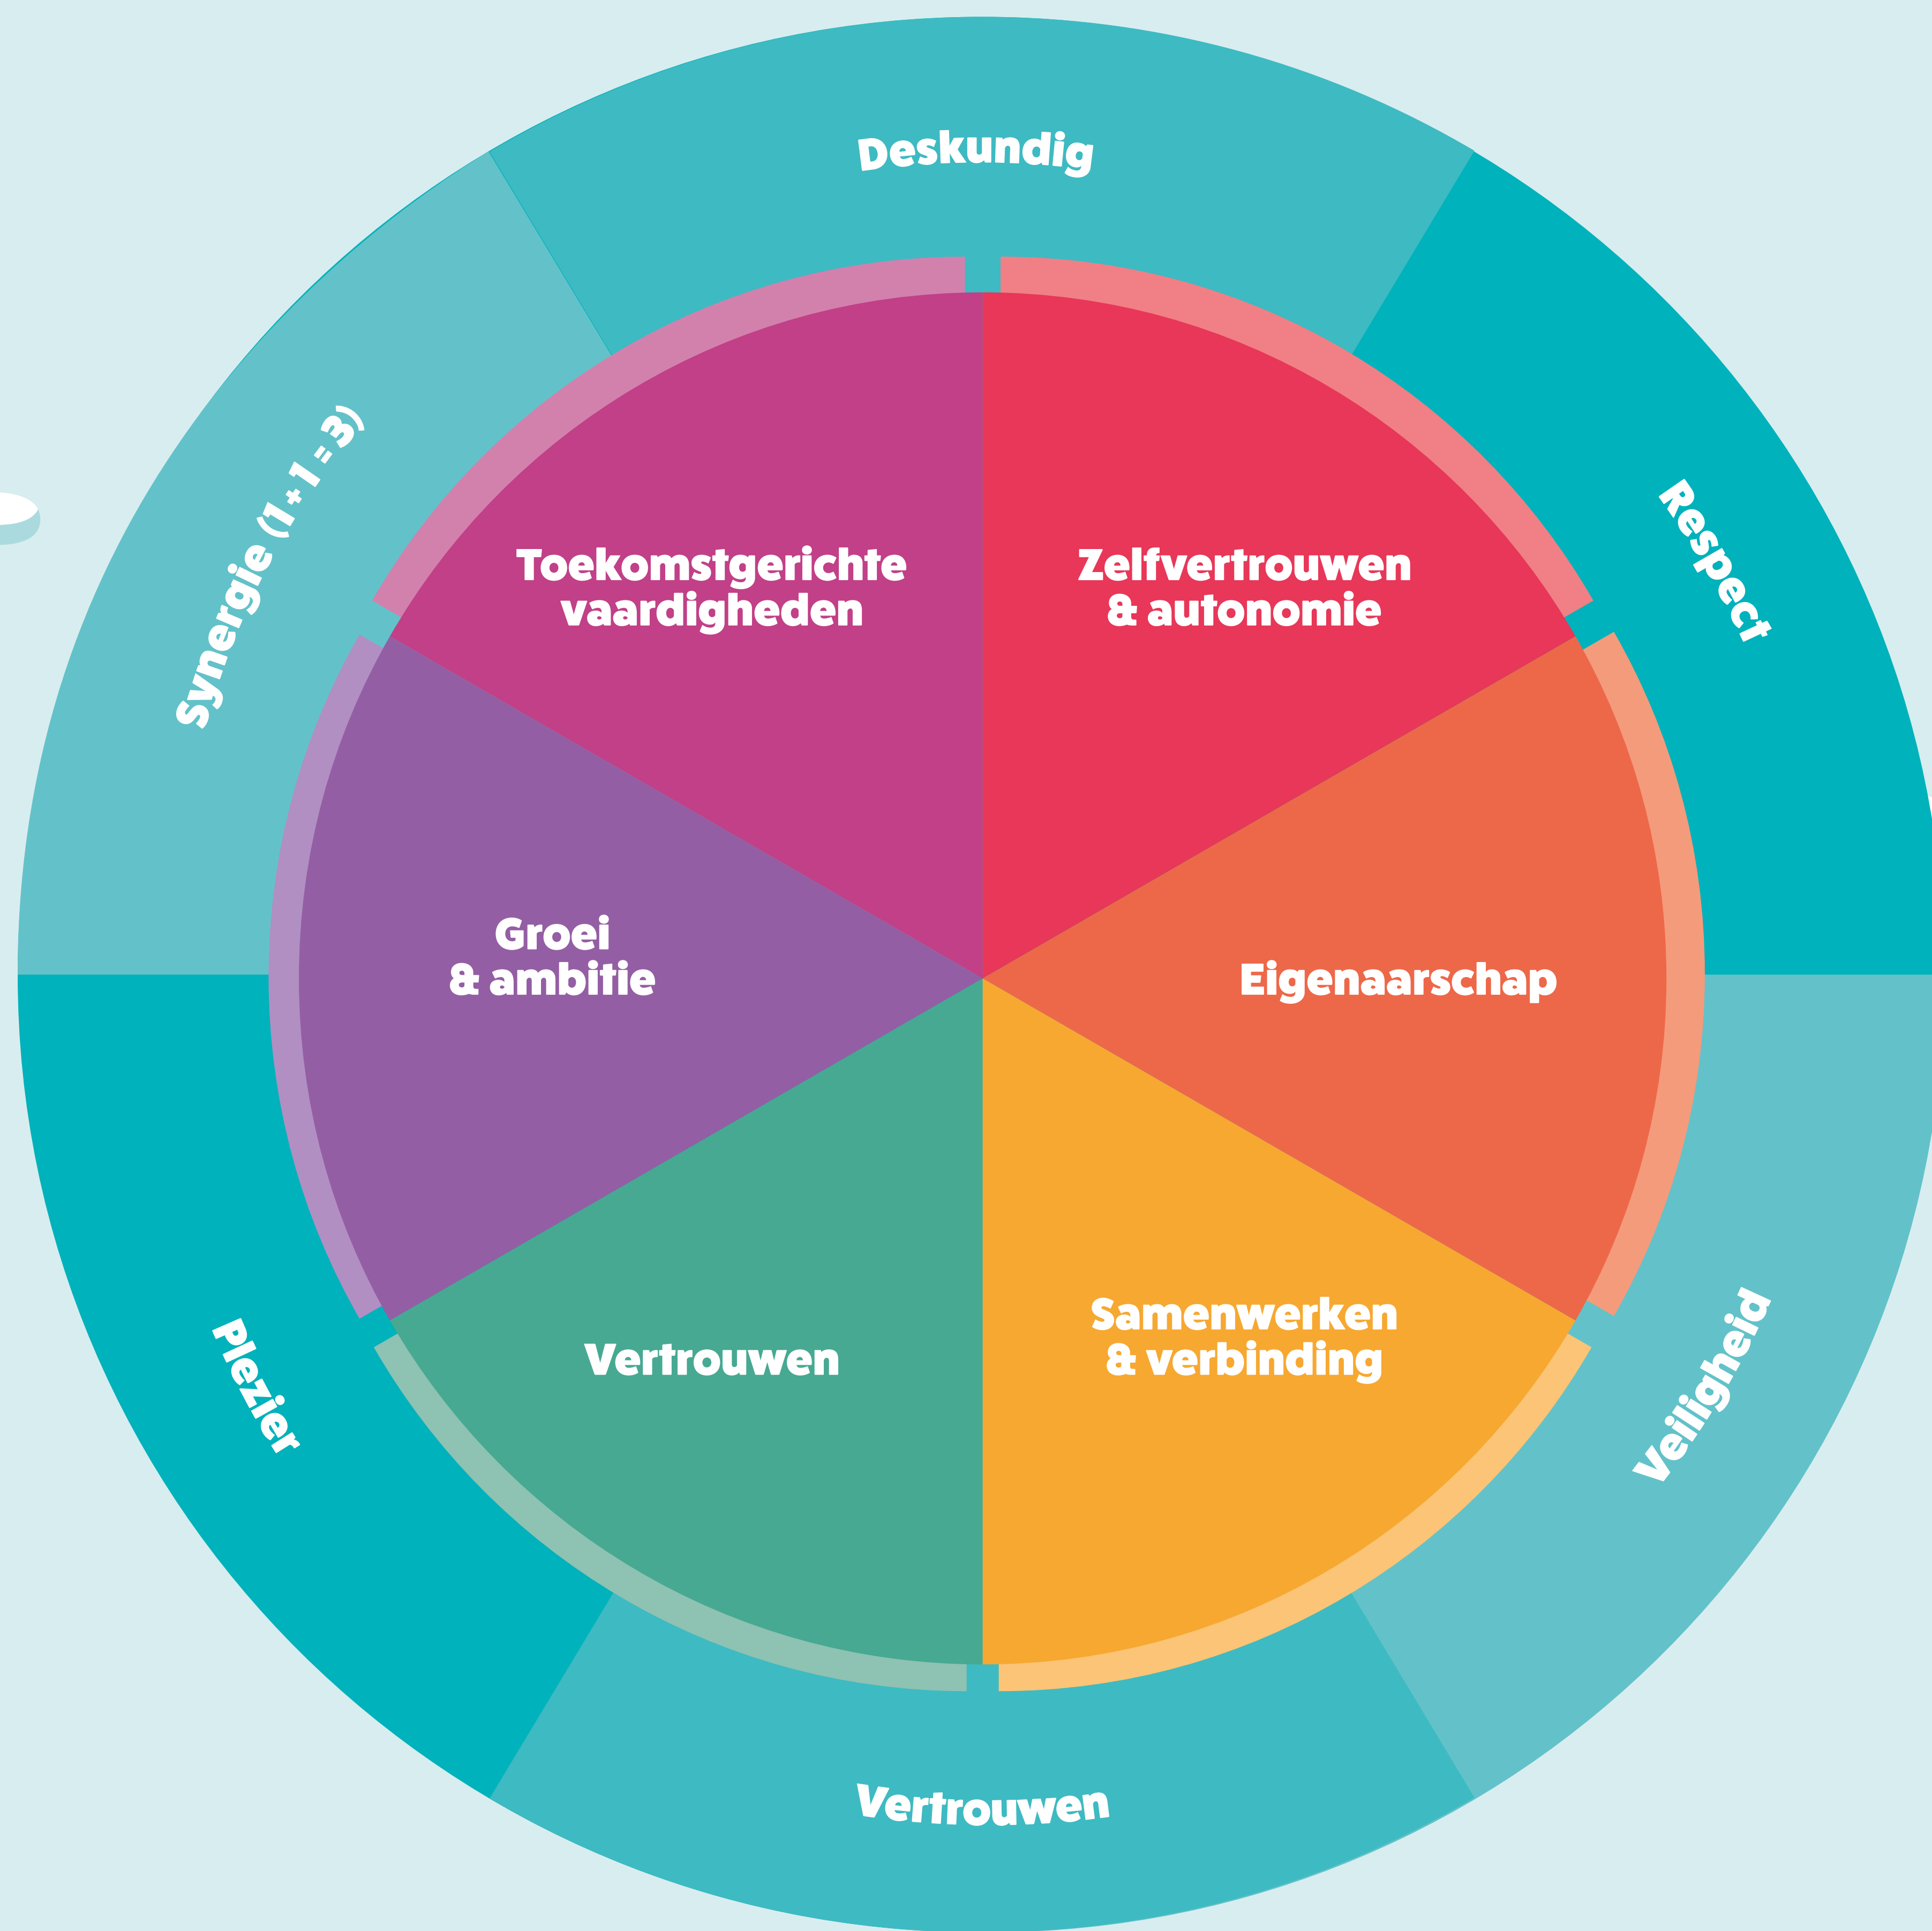 Deskundig
Synergie (1+1=3)
Respect
Toekomstgerichte
vaardigheden
Zelfvertrouwen
& autonomie
Groei
& ambitie
Eigenaarschap
Vertrouwen
Samenwerken
& verbinding
Plezier
Veiligheid
Vertrouwen